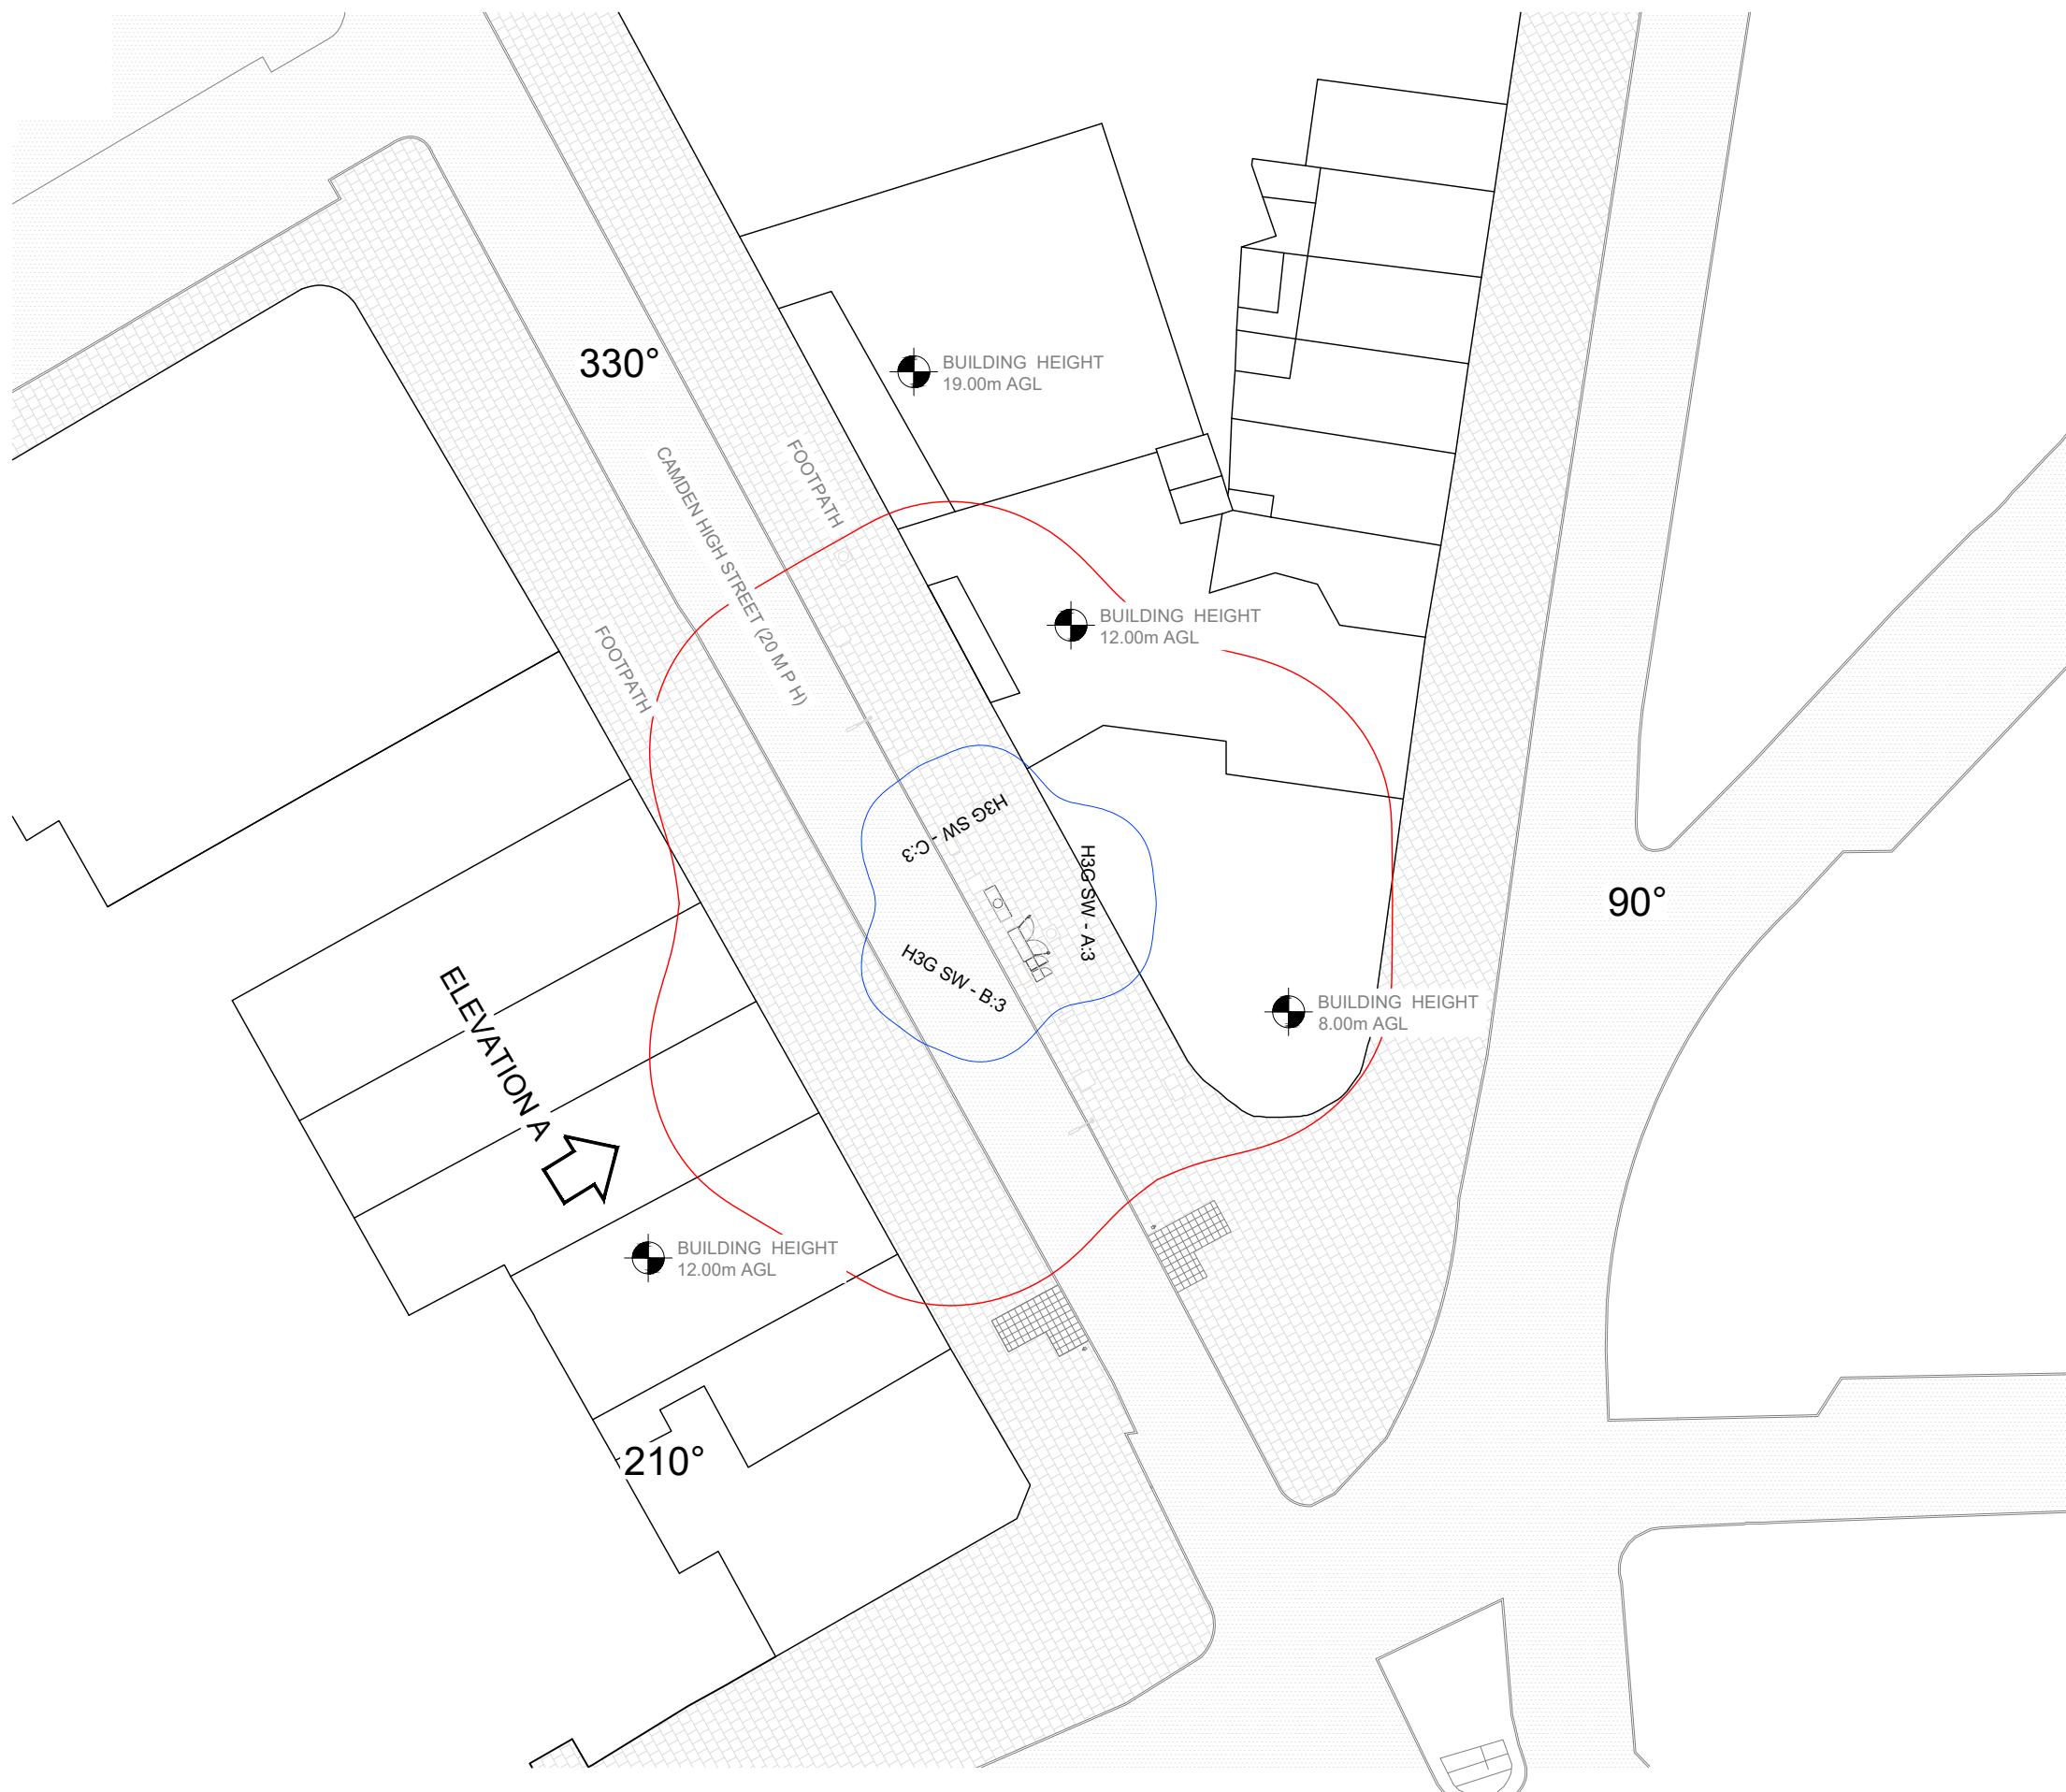 330°
BUILDING HEIGHT
19.00m AGL
FOOTPATH
CAMDEN HIGH STREET (20 M P H)
FOOTPATH
BUILDING HEIGHT
12.00m AGL
H3G SW - C:3
H3G SW - A:3
90°
H3G SW - B:3
ELEVATION A
BUILDING HEIGHT
8.00m AGL
BUILDING HEIGHT
12.00m AGL
210°